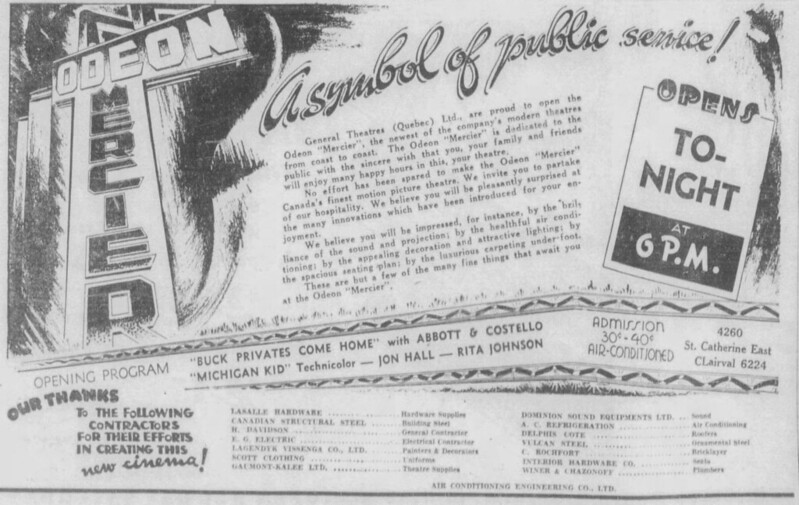 ODEON
MERCIER
A symbol of public service!
General Theatres (Quebec) Ltd., are proud to open the
Odeon "Mercier", the newest of the company's modern theatres
from coast to coast. The Odeon "Mercier" is dedicated to the
public with the sincere wish that you, your family and friends
will enjoy many happy hours in this, your theatre.
No effort has been spared to make the Odeon "Mercier"
Canada's finest motion picture theatre. We invite you to partake
of our hospitality. We believe you will be pleasantly surprised at
the many innovations which have been introduced for your en-
joyment.
We believe you will be impressed, for instance, by the bril-
liance of the sound and projection; by the healthful air condi-
tioning; by the appealing decoration and attractive lighting; by
the spacious seating plan; by the luxurious carpeting under-foot.
These are but a few of the many fine things that await you
at the Odeon "Mercier".
OPENS
TO-
NIGHT
AT
6 P.M.
OPENING PROGRAM
"BUCK PRIVATES COME HOME" with ABBOTT & COSTELLO
"MICHIGAN KID" Technicolor — JON HALL — RITA JOHNSON
ADMISSION
30¢ - 40¢
AIR-CONDITIONED
4260
St. Catherine East
CLairval 6224
OUR THANKS
TO THE FOLLOWING
CONTRACTORS
FOR THEIR EFFORTS
IN CREATING THIS
new cinema!
LASALLE HARDWARE .......... Hardware Supplies
CANADIAN STRUCTURAL STEEL .......... Building Steel
H. DAVIDSON .......... General Contractor
E. G. ELECTRIC .......... Electrical Contractor
LAGENDYK VISSENGA CO., LTD. .......... Painters & Decorators
SCOTT CLOTHING .......... Uniforms
GAUMONT-KALEE LTD. .......... Theatre Supplies
DOMINION SOUND EQUIPMENTS LTD. .. Sound
A. C. REFRIGERATION .......... Air Conditioning
DELPHIS COTE .......... Roofers
VULCAN STEEL .......... Ornamental Steel
C. ROCHFORT .......... Bricklayer
INTERIOR HARDWARE CO. .......... Seats
WINER & CHAZONOFF .......... Plumbers
AIR CONDITIONING ENGINEERING CO., LTD.